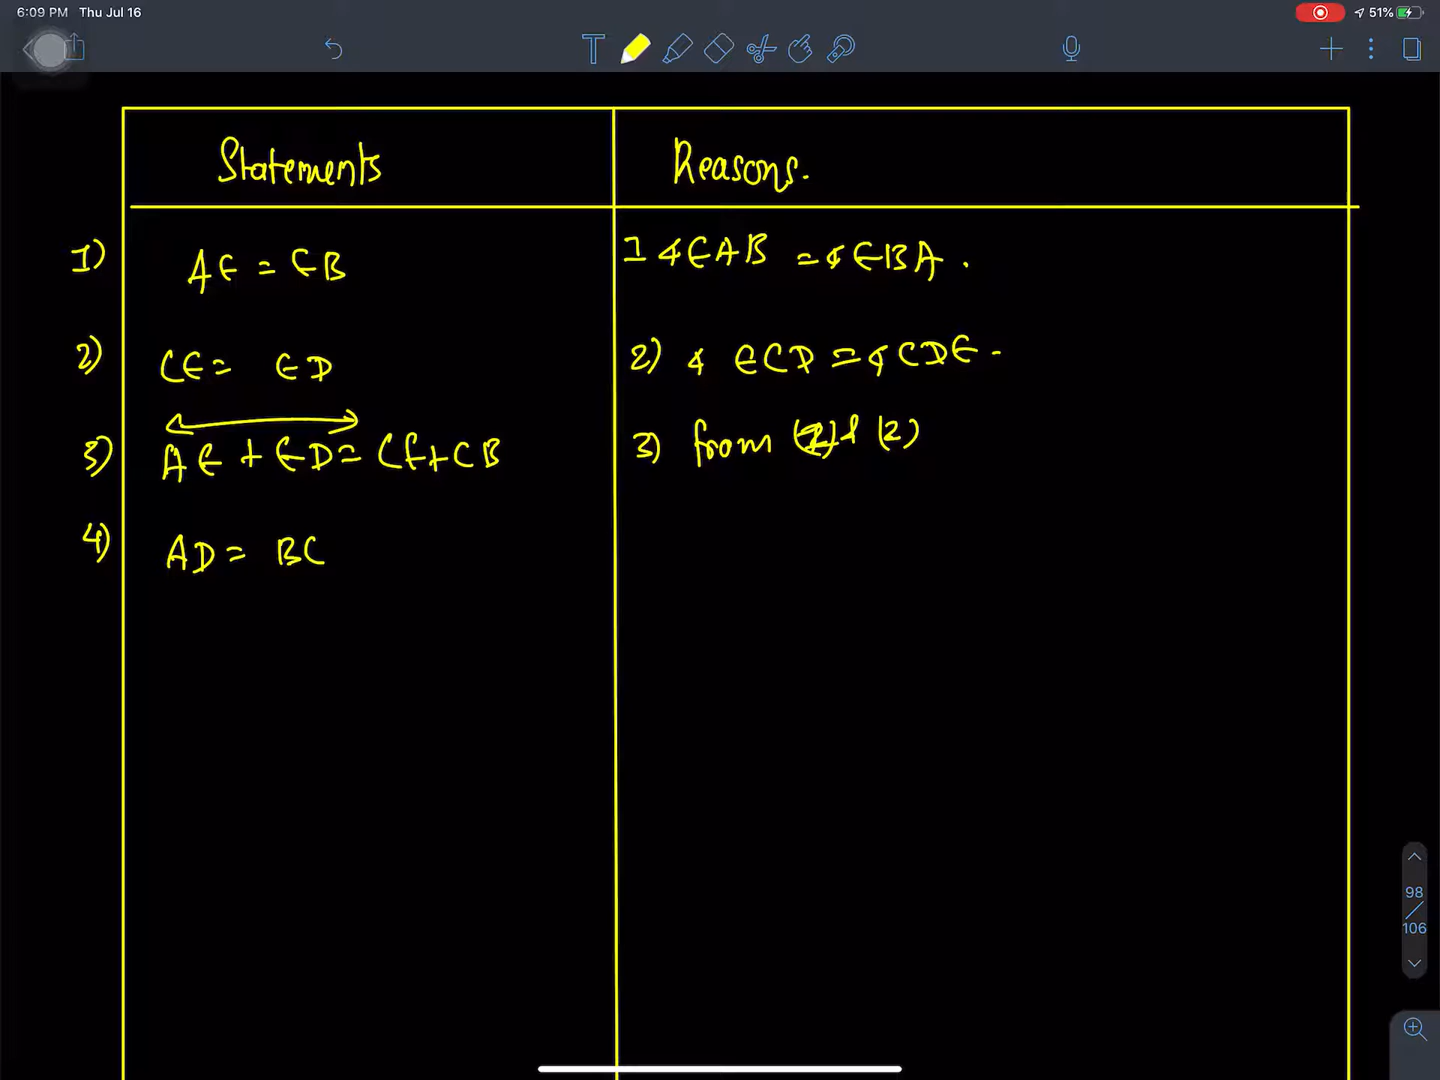 6:09 PM Thu Jul 16
51%
Statements Reasons.
1) AE = EB 1 ∢EAB = ∢EBA .
2) CE = ED 2) ∢ ECD = ∢CDE -
3) AE + ED = CE + CB 3) from (1) & (2)
4) AD = BC
98
/
106